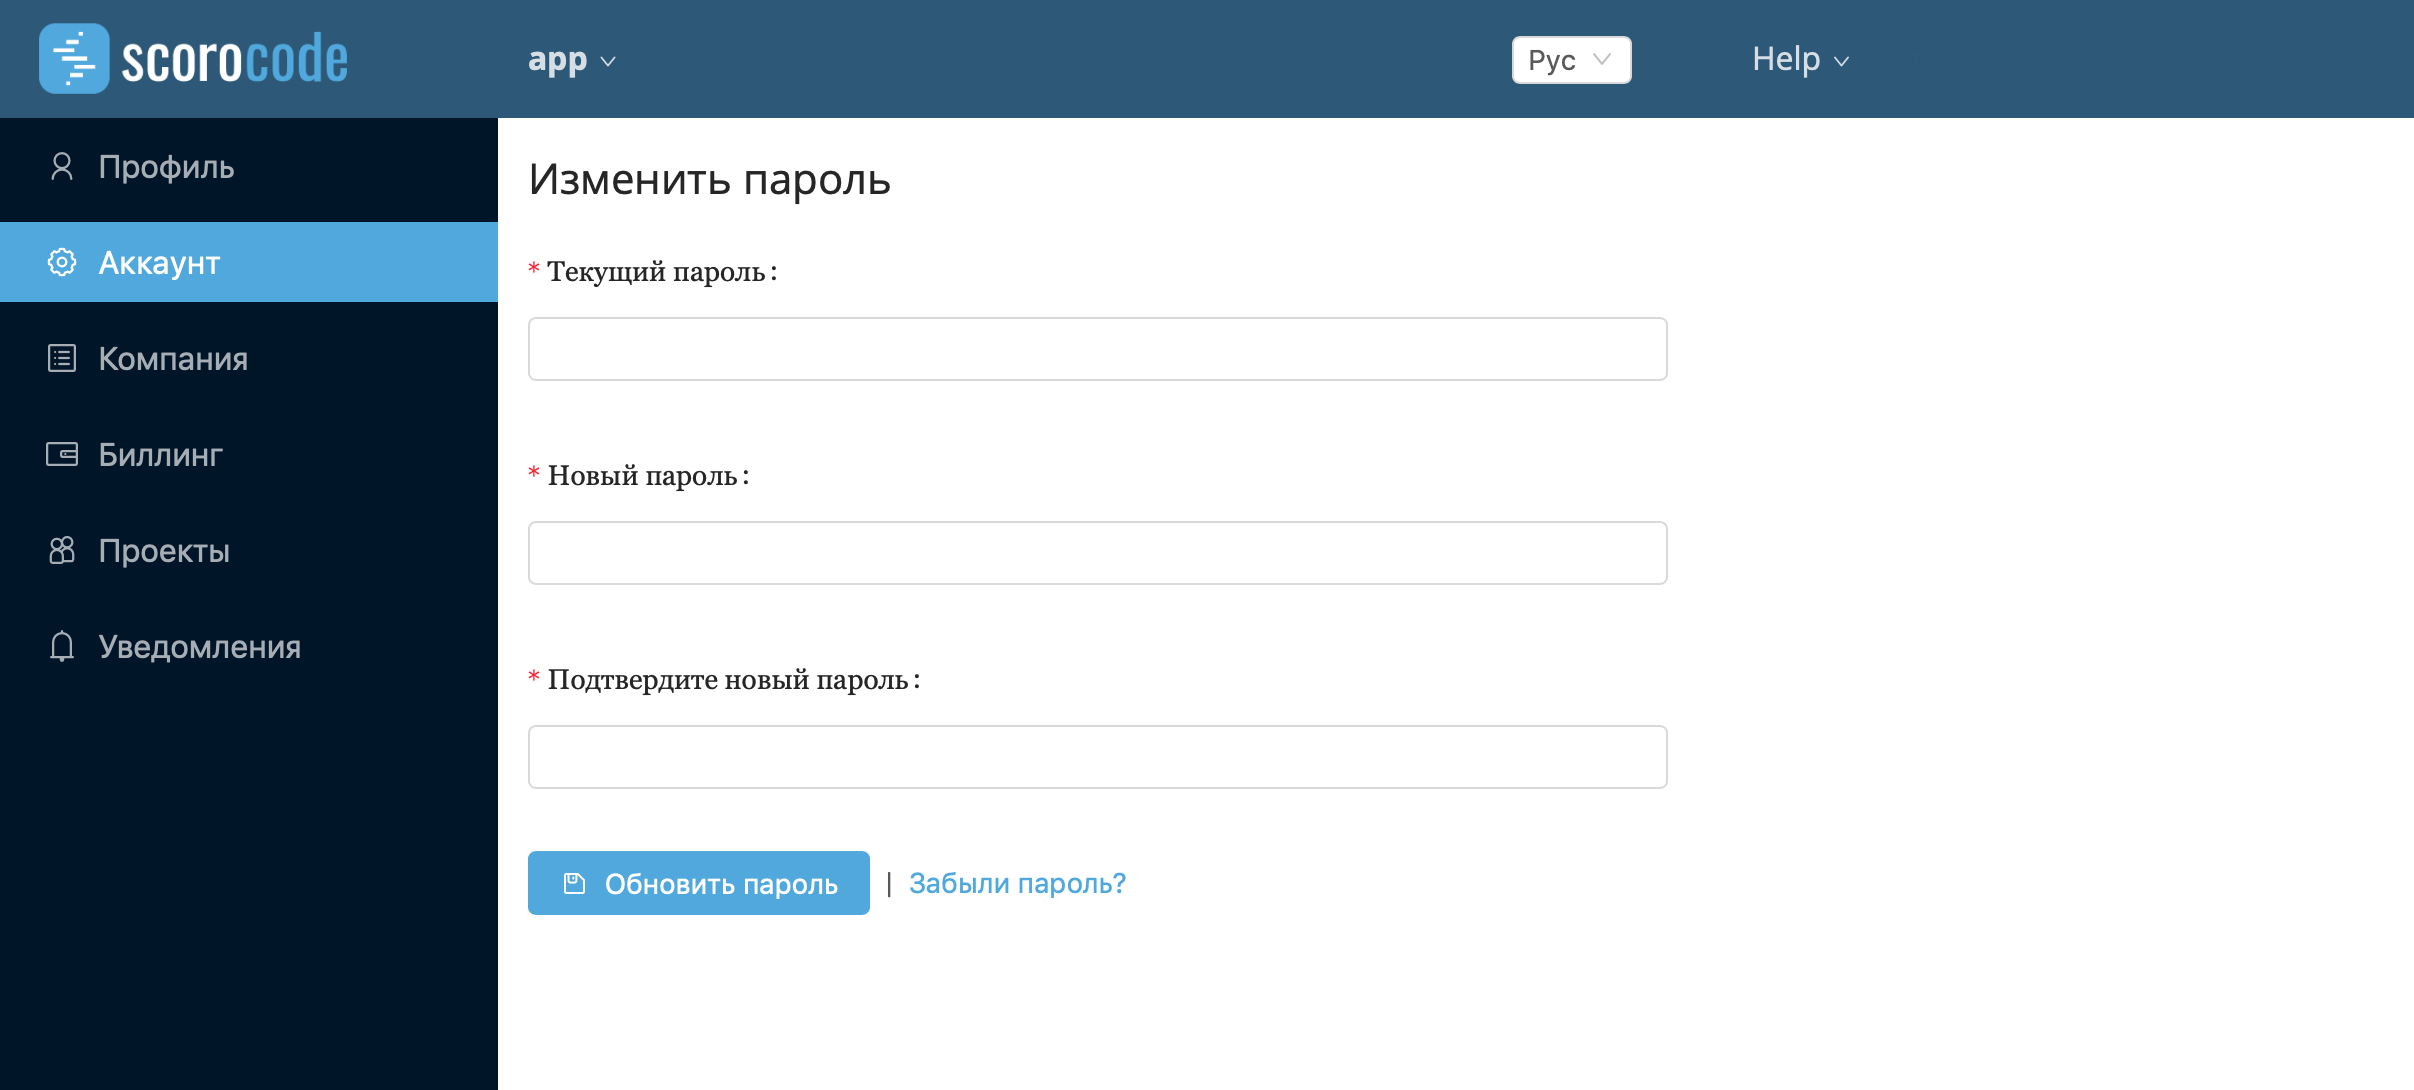 scorocode
app
Рус
Help
Профиль
Аккаунт
Компания
Биллинг
Проекты
Уведомления
Изменить пароль
* Текущий пароль:
* Новый пароль:
* Подтвердите новый пароль:
Обновить пароль | Забыли пароль?